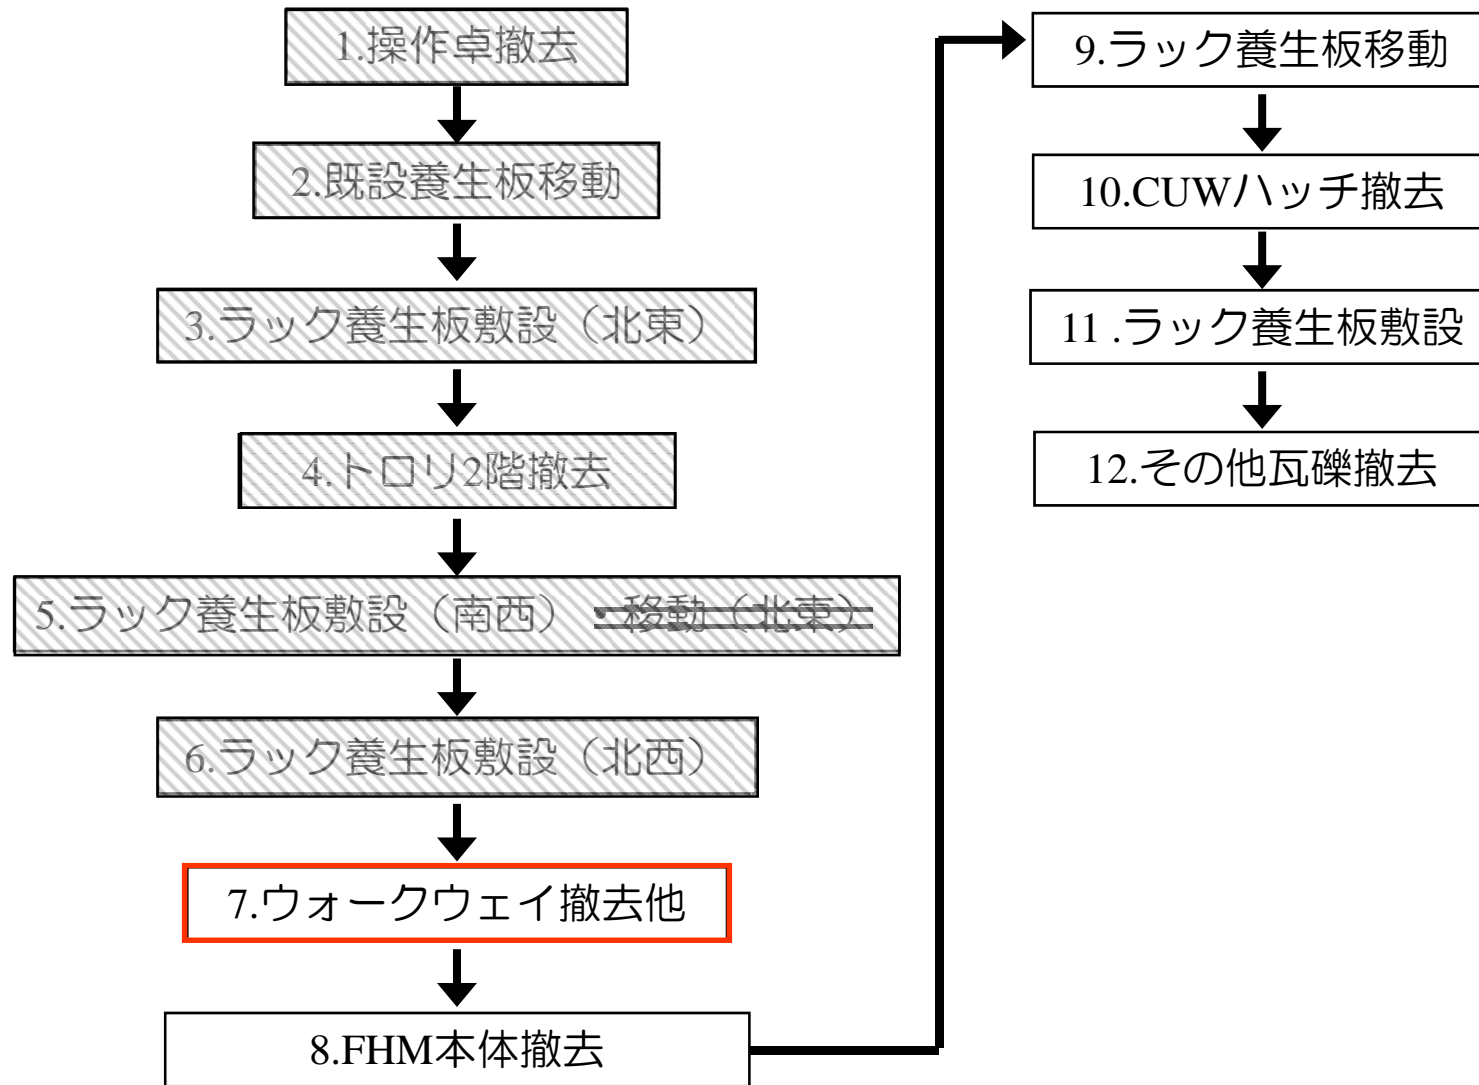 1.操作卓撤去
2.既設養生板移動
3.ラック養生板敷設（北東）
4.トロリ2階撤去
5.ラック養生板敷設（南西）・移動（北東）
6.ラック養生板敷設（北西）
7.ウォークウェイ撤去他
8.FHM本体撤去
9.ラック養生板移動
10.CUWハッチ撤去
11 .ラック養生板敷設
12.その他瓦礫撤去